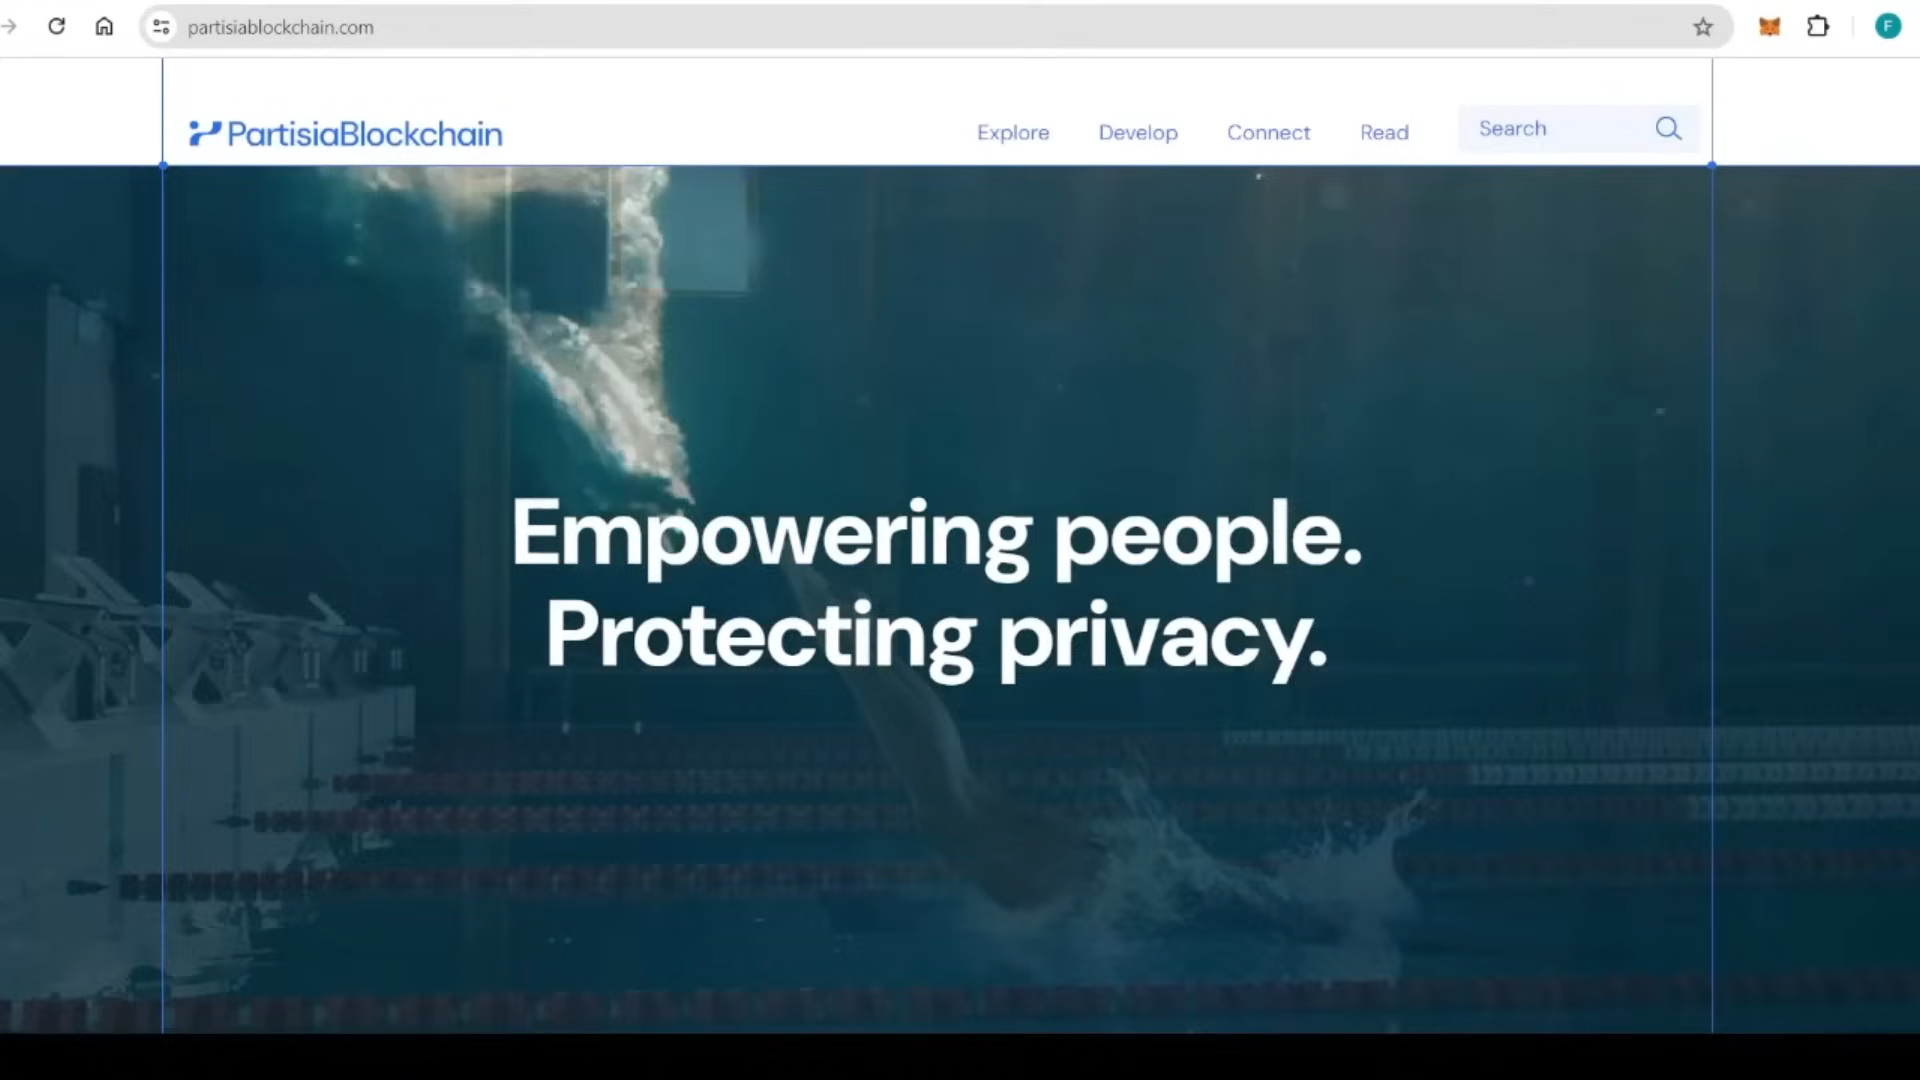 partisiablockchain.com
F
PartisiaBlockchain
Explore
Develop
Connect
Read
Search
Empowering people.
Protecting privacy.